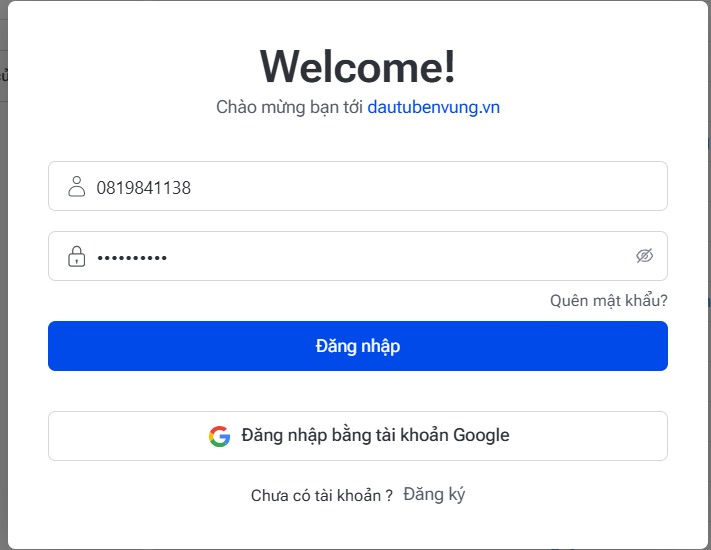 Welcome!
Chào mừng bạn tới dautubenvung.vn
0819841138
••••••••••
Quên mật khẩu?
Đăng nhập
Đăng nhập bằng tài khoản Google
Chưa có tài khoản ? Đăng ký